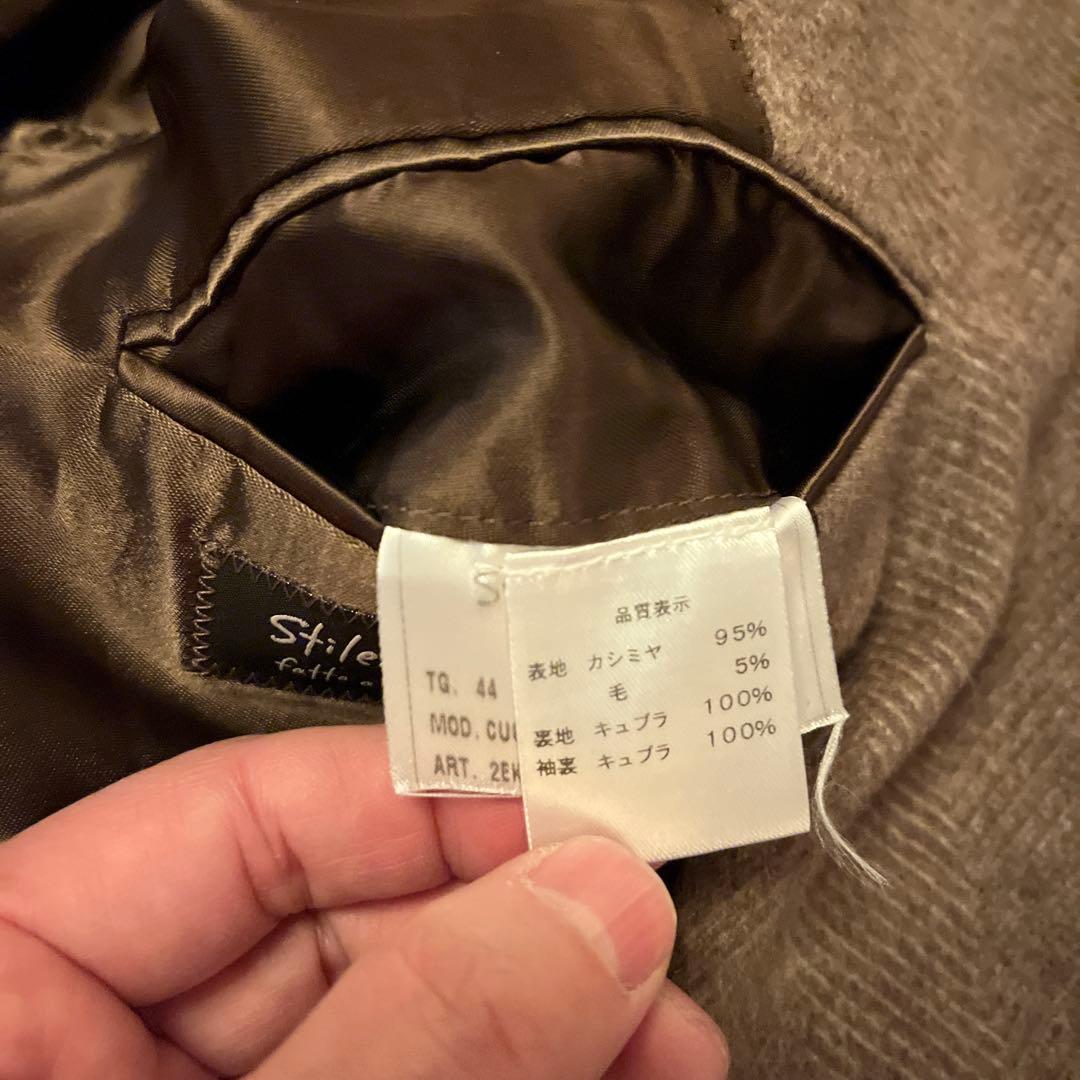 Stile
fatto a
S
TG. 44
MOD. CU
ART. 2EK
品質表示
表地 カシミヤ 95%
毛 5%
裏地 キュプラ 100%
袖裏 キュプラ 100%